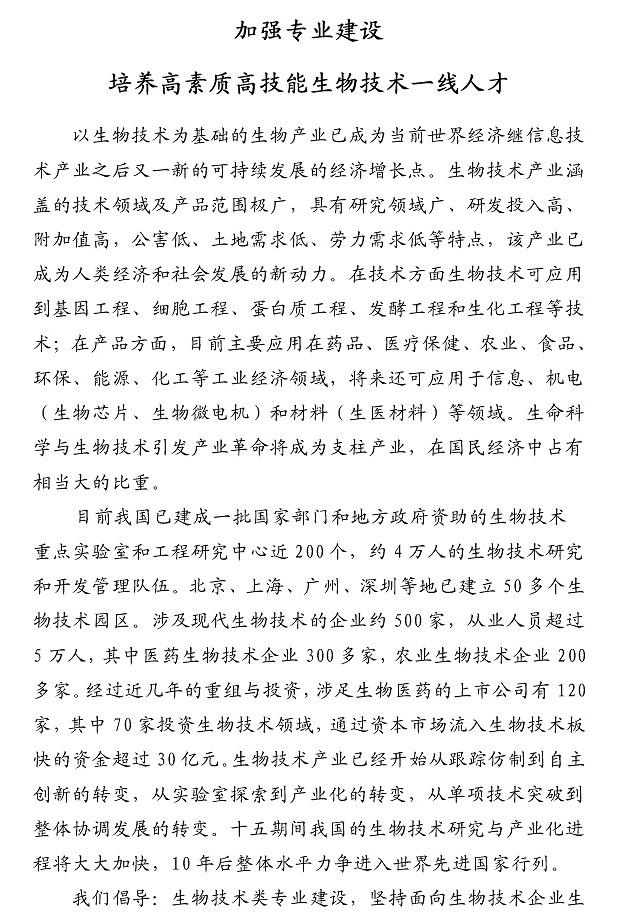 加强专业建设
培养高素质高技能生物技术一线人才
以生物技术为基础的生物产业已成为当前世界经济继信息技
术产业之后又一新的可持续发展的经济增长点。生物技术产业涵
盖的技术领域及产品范围极广，具有研究领域广、研发投入高、
附加值高，公害低、土地需求低、劳力需求低等特点，该产业已
成为人类经济和社会发展的新动力。在技术方面生物技术可应用
到基因工程、细胞工程、蛋白质工程、发酵工程和生化工程等技
术；在产品方面，目前主要应用在药品、医疗保健、农业、食品、
环保、能源、化工等工业经济领域，将来还可应用于信息、机电
（生物芯片、生物微电机）和材料（生医材料）等领域。生命科
学与生物技术引发产业革命将成为支柱产业，在国民经济中占有
相当大的比重。
目前我国已建成一批国家部门和地方政府资助的生物技术
重点实验室和工程研究中心近200个，约4万人的生物技术研究
和开发管理队伍。北京、上海、广州、深圳等地已建立50多个生
物技术园区。涉及现代生物技术的企业约500家，从业人员超过
5万人，其中医药生物技术企业300多家，农业生物技术企业200
多家。经过近几年的重组与投资，涉足生物医药的上市公司有120
家，其中70家投资生物技术领域，通过资本市场流入生物技术板
快的资金超过30亿元。生物技术产业已经开始从跟踪仿制到自主
创新的转变，从实验室探索到产业化的转变，从单项技术突破到
整体协调发展的转变。十五期间我国的生物技术研究与产业化进
程将大大加快，10年后整体水平力争进入世界先进国家行列。
我们倡导：生物技术类专业建设，坚持面向生物技术企业生